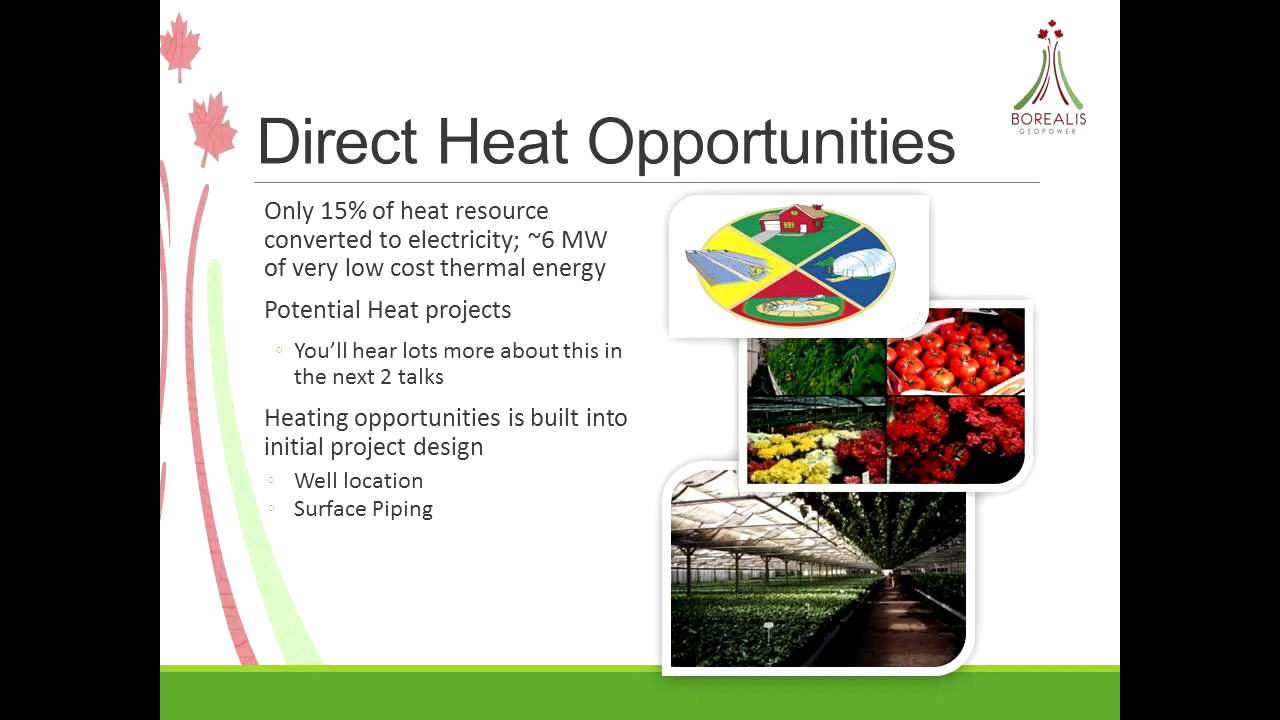 BOREALIS
GEOPOWER
Direct Heat Opportunities
Only 15% of heat resource
converted to electricity; ~6 MW
of very low cost thermal energy
Potential Heat projects
◦ You’ll hear lots more about this in
the next 2 talks
Heating opportunities is built into
initial project design
◦ Well location
◦ Surface Piping